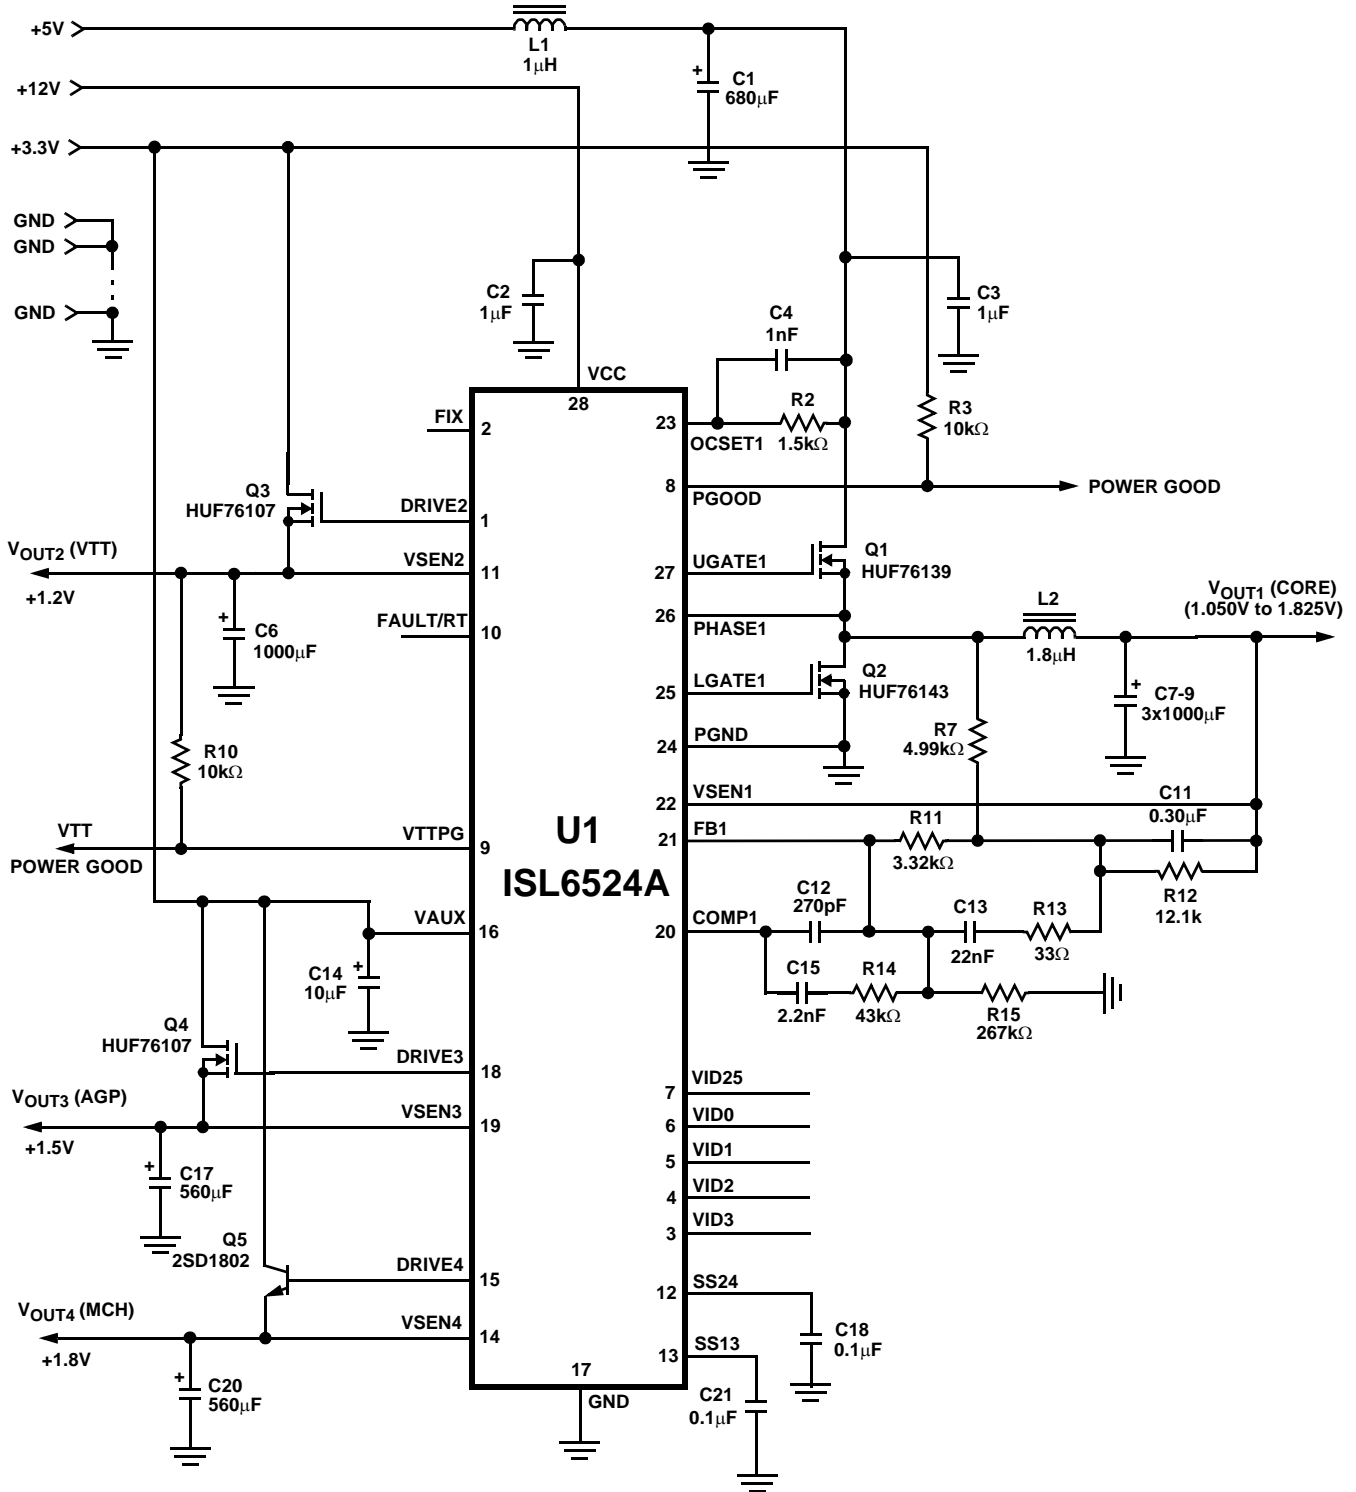 +5V
L1
1μH
C1
680μF
+12V
+3.3V
GND
GND
GND
C2
1μF
C3
1μF
C4
1nF
VCC
28
R2
1.5kΩ
23
OCSET1
R3
10kΩ
FIX
2
8
PGOOD
POWER GOOD
Q3
HUF76107
DRIVE2
1
VOUT2 (VTT)
+1.2V
VSEN2
11
C6
1000μF
FAULT/RT
10
UGATE1
27
Q1
HUF76139
26
PHASE1
L2
1.8μH
VOUT1 (CORE)
(1.050V to 1.825V)
LGATE1
25
Q2
HUF76143
C7-9
3x1000μF
PGND
24
R7
4.99kΩ
R10
10kΩ
VSEN1
22
C11
0.30μF
VTT
POWER GOOD
VTTPG
9
U1
ISL6524A
FB1
21
R11
3.32kΩ
R12
12.1k
VAUX
16
COMP1
20
C12
270pF
C13
22nF
R13
33Ω
C14
10μF
C15
2.2nF
R14
43kΩ
R15
267kΩ
Q4
HUF76107
DRIVE3
18
VOUT3 (AGP)
+1.5V
VSEN3
19
VID25
7
VID0
6
VID1
5
VID2
4
VID3
3
+
C17
560μF
Q5
2SD1802
DRIVE4
15
SS24
12
C18
0.1μF
VOUT4 (MCH)
+1.8V
VSEN4
14
SS13
13
C21
0.1μF
+
C20
560μF
17
GND
+
+
+
+
+